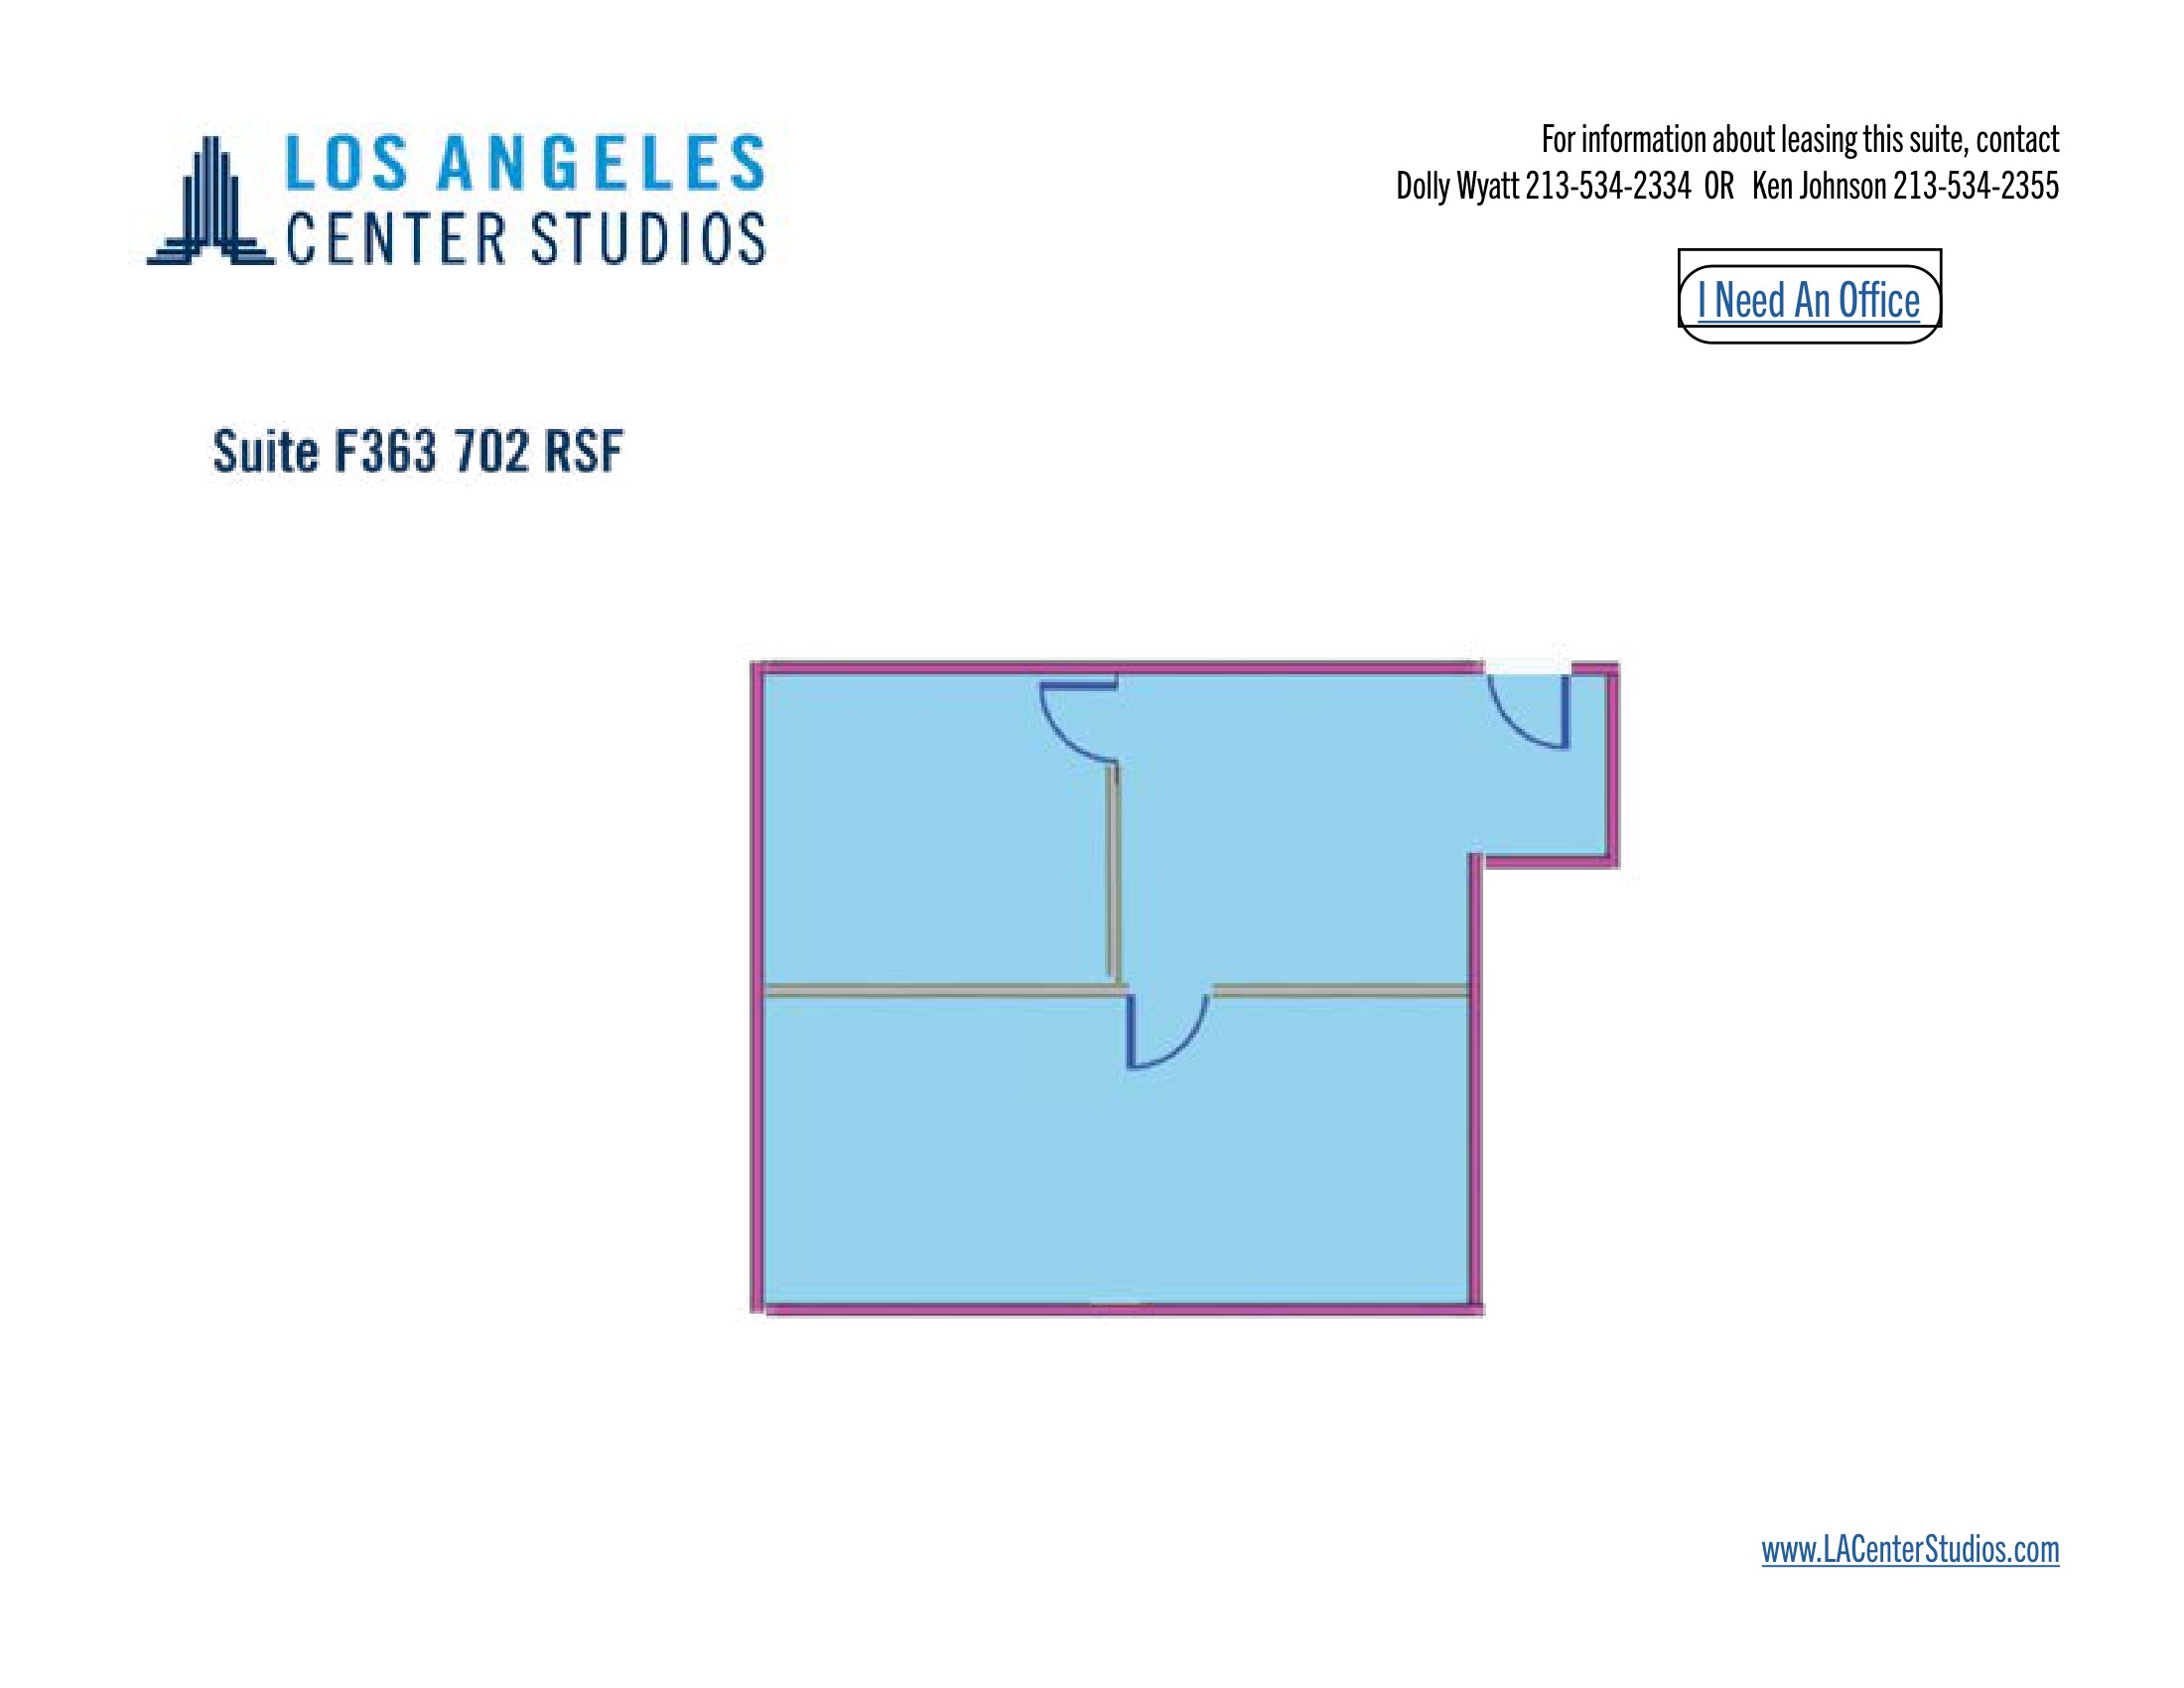 LOS ANGELES
CENTER STUDIOS
For information about leasing this suite, contact
Dolly Wyatt 213-534-2334 OR Ken Johnson 213-534-2355
I Need An Office
Suite F363 702 RSF
www.LACenterStudios.com